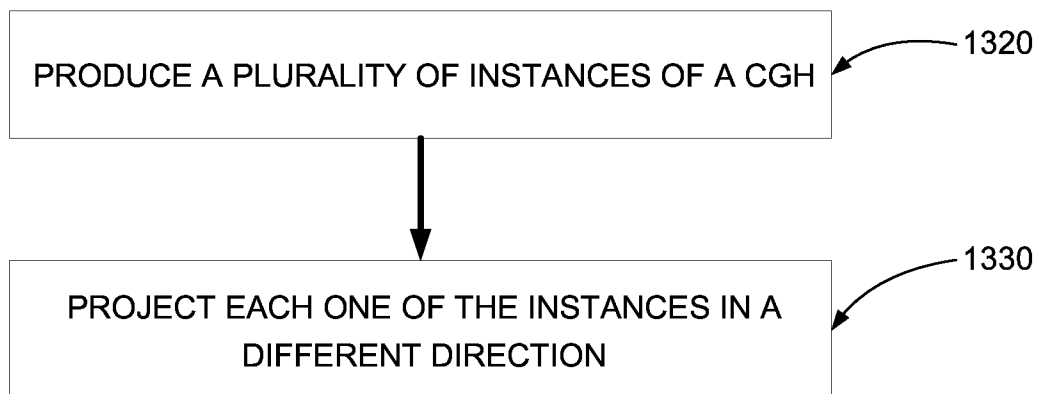 PRODUCE A PLURALITY OF INSTANCES OF A CGH
1320
PROJECT EACH ONE OF THE INSTANCES IN A
DIFFERENT DIRECTION
1330